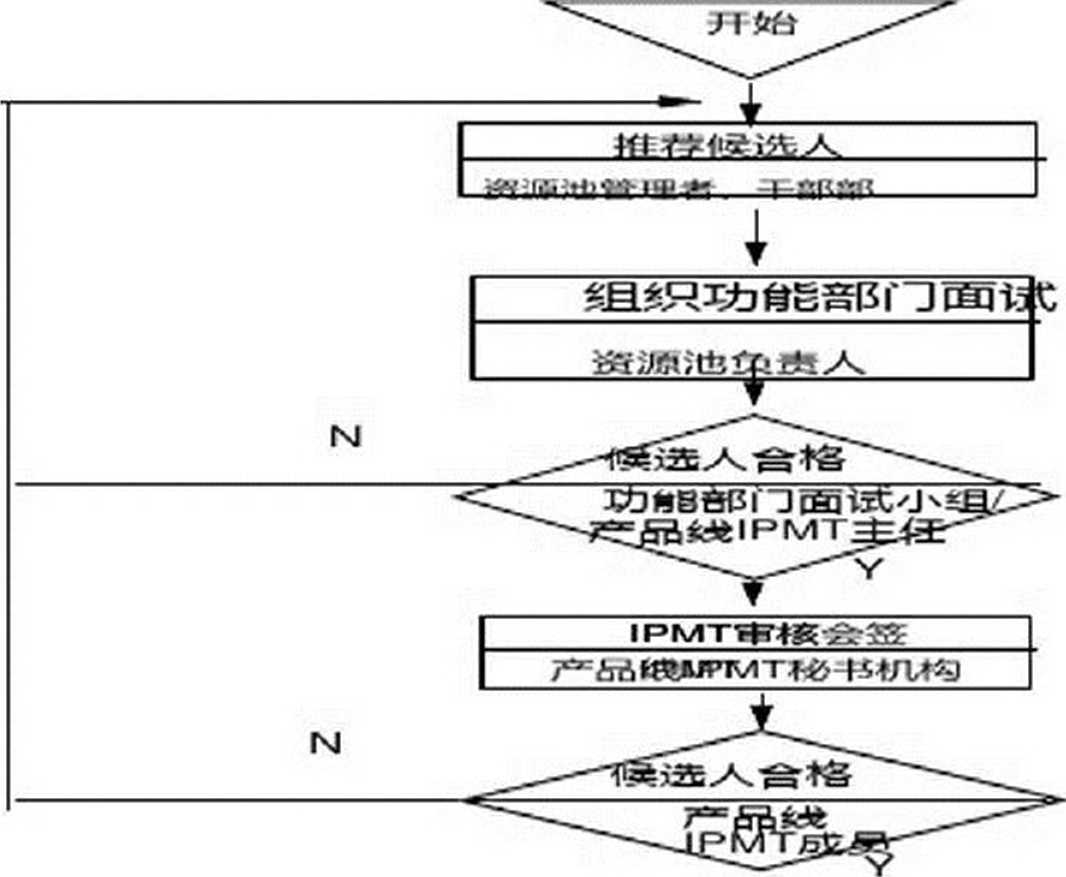 开始
推荐候选人
资源池管理者、干部部
组织功能部门面试
资源池负责人
N
候选人合格
功能部门面试小组/
产品线IPMT主任
Y
IPMT审核会签
产品线IPMT秘书机构
N
候选人合格
产品线
IPMT成员
Y